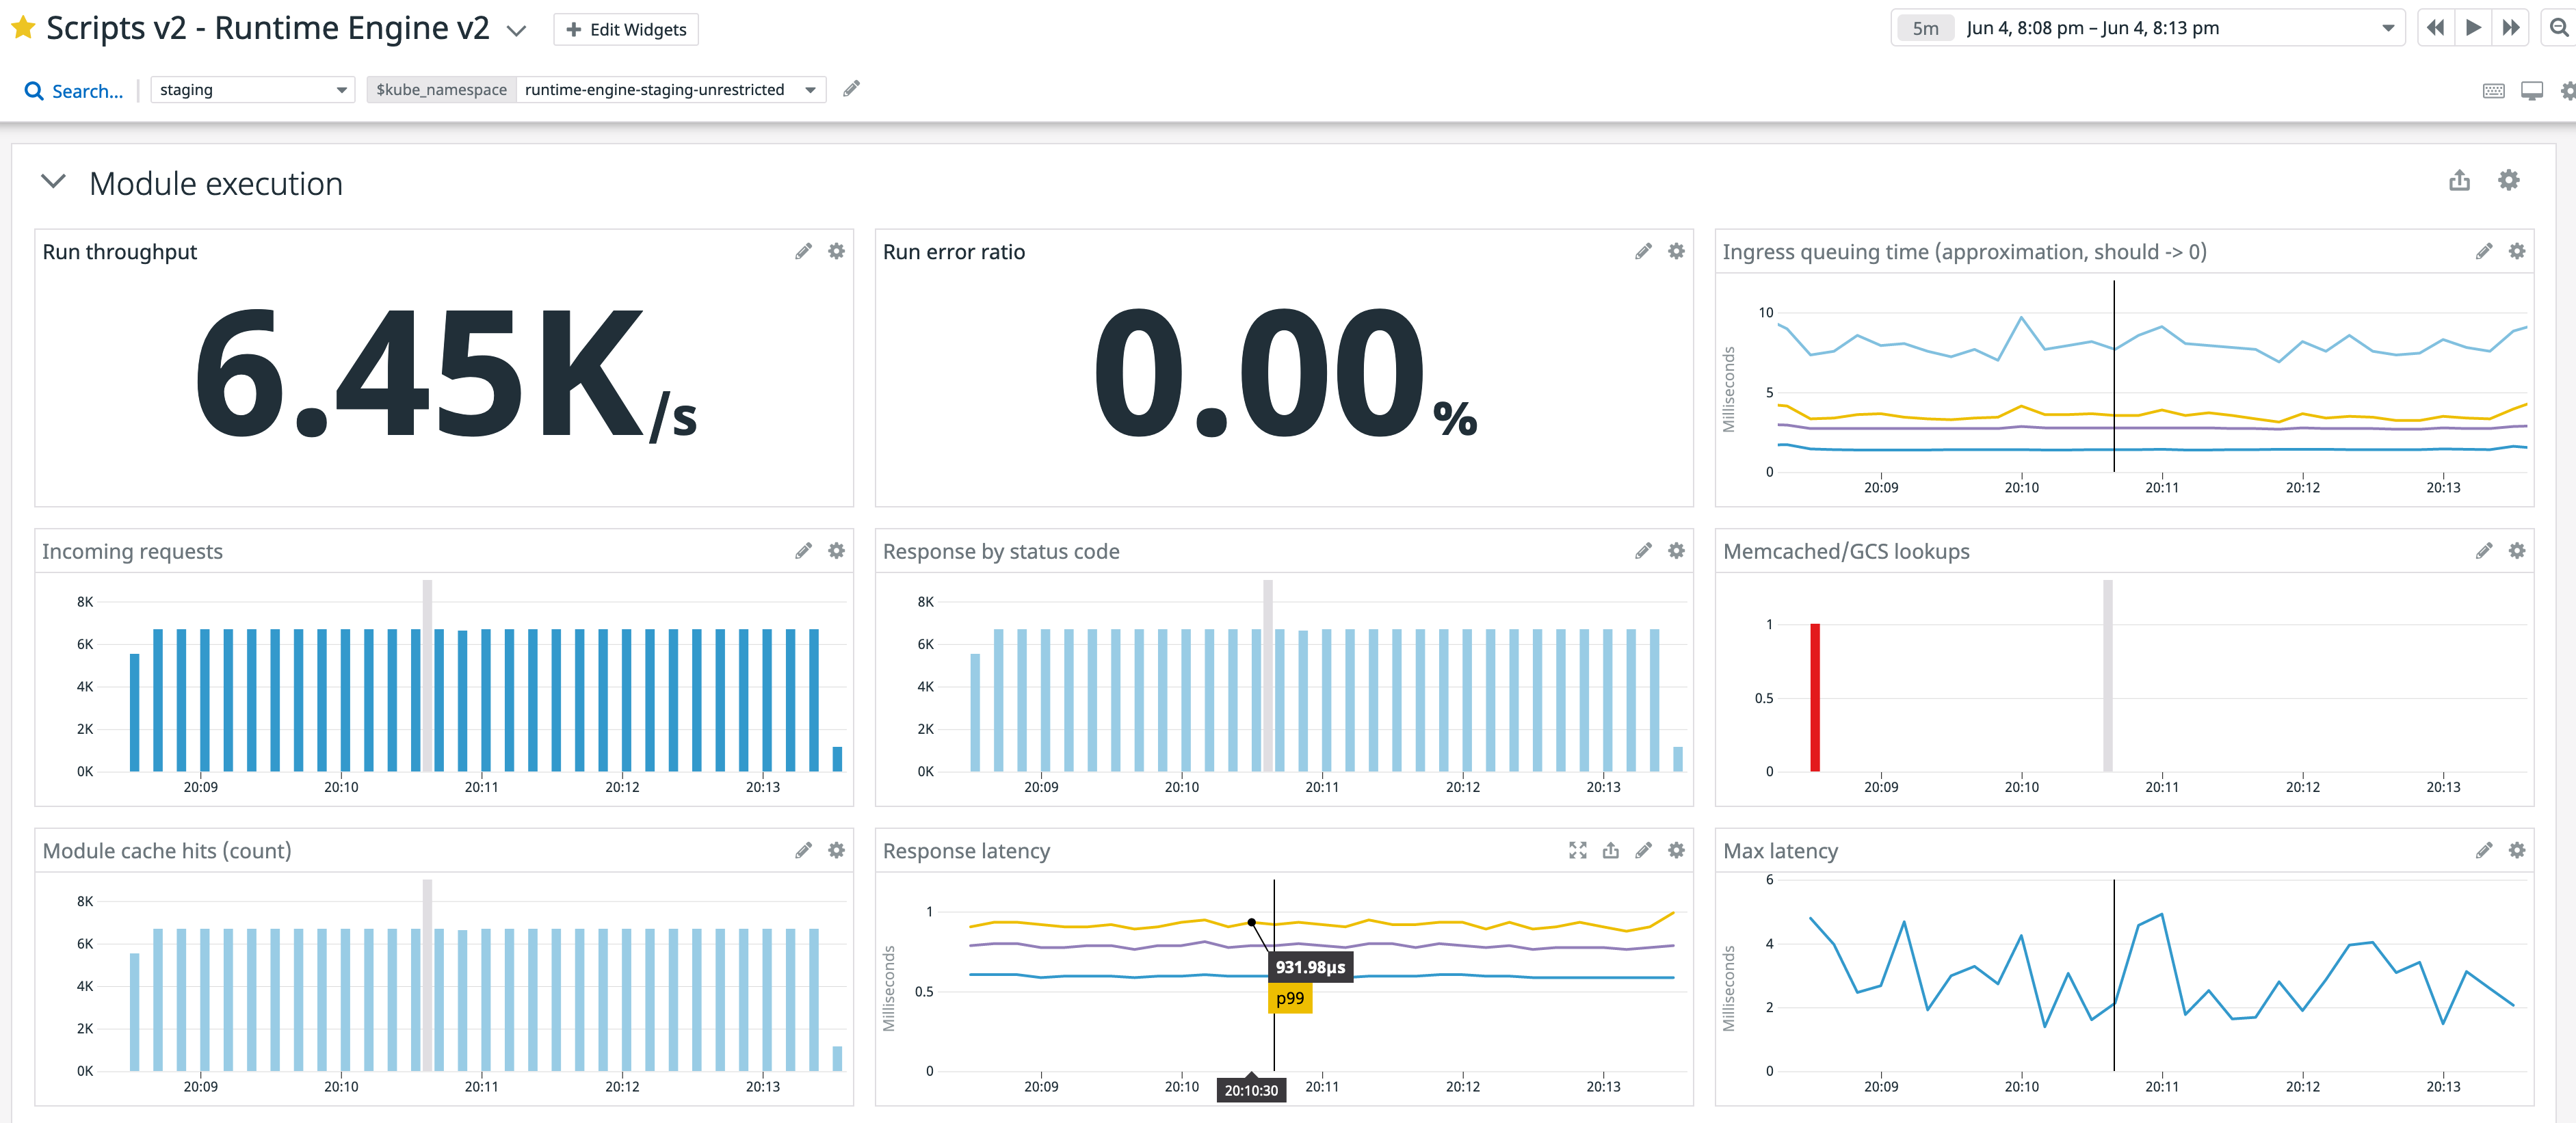 Scripts v2 - Runtime Engine v2
Edit Widgets
5m Jun 4, 8:08 pm – Jun 4, 8:13 pm
Search...
staging
$kube_namespace runtime-engine-staging-unrestricted
Module execution
Run throughput
6.45K/s
Run error ratio
0.00%
Ingress queuing time (approximation, should -> 0)
Milliseconds
10
5
0
20:09 20:10 20:11 20:12 20:13
Incoming requests
8K
6K
4K
2K
0K
20:09 20:10 20:11 20:12 20:13
Response by status code
8K
6K
4K
2K
0K
20:09 20:10 20:11 20:12 20:13
Memcached/GCS lookups
1
0.5
0
20:09 20:10 20:11 20:12 20:13
Module cache hits (count)
8K
6K
4K
2K
0K
20:09 20:10 20:11 20:12 20:13
Response latency
Milliseconds
1
0.5
0
931.98µs
p99
20:09 20:10 20:10:30 20:11 20:12 20:13
Max latency
Milliseconds
6
4
2
0
20:09 20:10 20:11 20:12 20:13